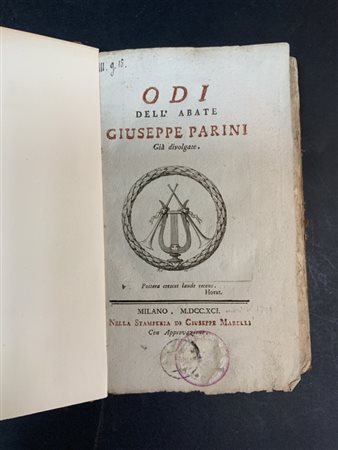 III. g. 15.
ODI
DELL' ABATE
GIUSEPPE PARINI
Già divolgate.
Postera crescet laude recens.
Horat.
MILANO. M.DCC.XCI.
NELLA STAMPERIA DI GIUSEPPE MARELLI
Con Approvazione.